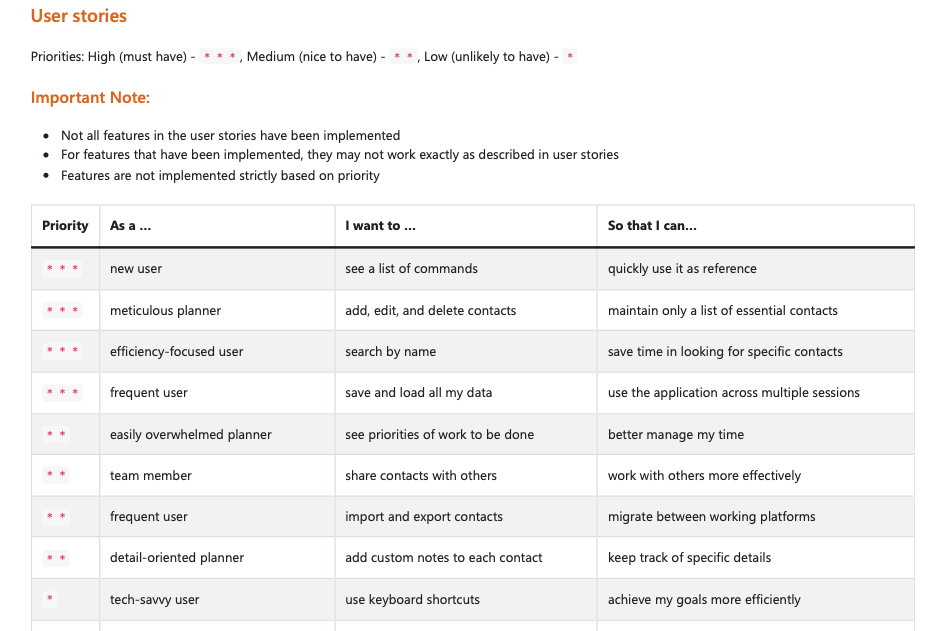 User stories
Priorities: High (must have) - * * *, Medium (nice to have) - * *, Low (unlikely to have) - *
Important Note:
• Not all features in the user stories have been implemented
• For features that have been implemented, they may not work exactly as described in user stories
• Features are not implemented strictly based on priority
Priority As a ... I want to ... So that I can...
* * * new user see a list of commands quickly use it as reference
* * * meticulous planner add, edit, and delete contacts maintain only a list of essential contacts
* * * efficiency-focused user search by name save time in looking for specific contacts
* * * frequent user save and load all my data use the application across multiple sessions
* * easily overwhelmed planner see priorities of work to be done better manage my time
* * team member share contacts with others work with others more effectively
* * frequent user import and export contacts migrate between working platforms
* * detail-oriented planner add custom notes to each contact keep track of specific details
* tech-savvy user use keyboard shortcuts achieve my goals more efficiently